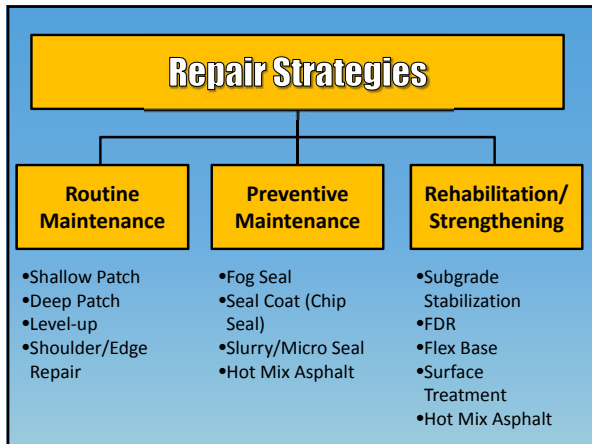 Repair Strategies
Routine
Maintenance
Preventive
Maintenance
Rehabilitation/
Strengthening
•Shallow Patch
•Deep Patch
•Level-up
•Shoulder/Edge
Repair
•Fog Seal
•Seal Coat (Chip
Seal)
•Slurry/Micro Seal
•Hot Mix Asphalt
•Subgrade
Stabilization
•FDR
•Flex Base
•Surface
Treatment
•Hot Mix Asphalt